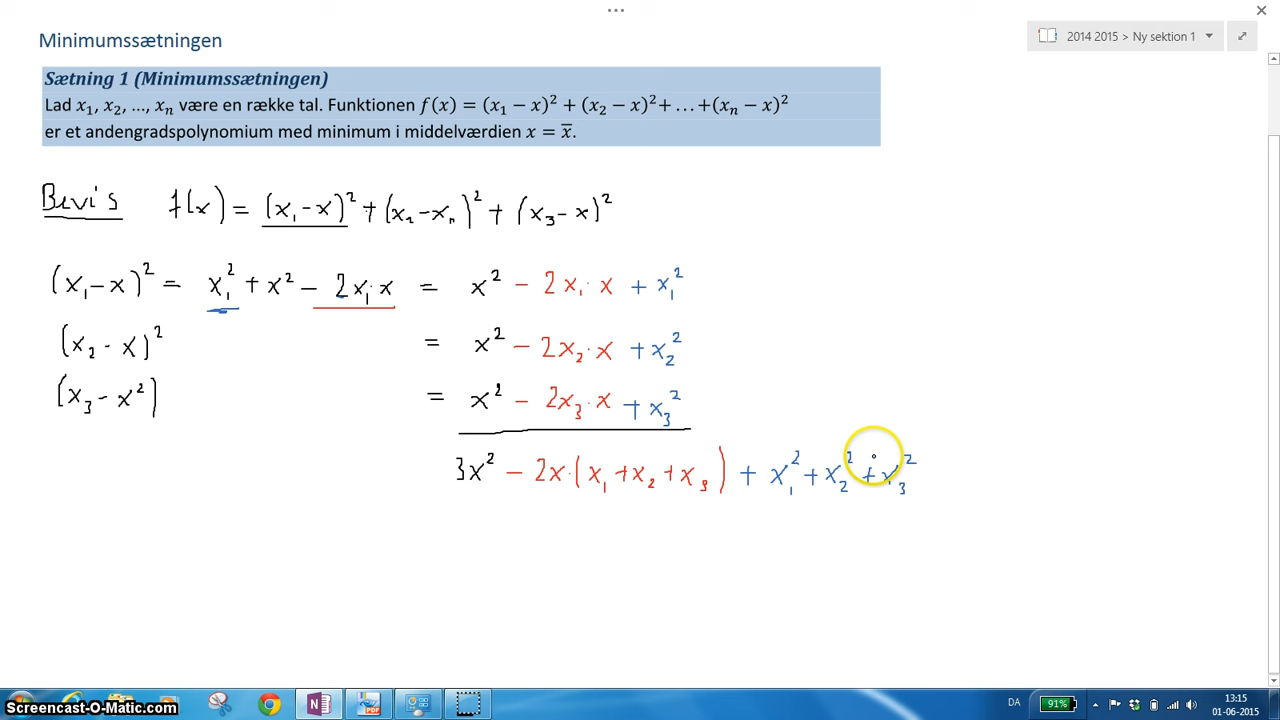 Minimumssætningen
2014 2015 > Ny sektion 1
Sætning 1 (Minimumssætningen)
Lad x₁, x₂, ..., xₙ være en række tal. Funktionen f(x) = (x₁ − x)² + (x₂ − x)²+ ...+(xₙ − x)²
er et andengradspolynomium med minimum i middelværdien x = x̅.
Bevis f(x) = (x₁-x)² + (x₂-xₙ)² + (x₃-x)²
(x₁-x)² = x₁² + x² - 2x₁·x = x² - 2x₁·x + x₁²
(x₂-x)² = x² - 2x₂·x + x₂²
(x₃-x²) = x² - 2x₃·x + x₃²
3x² - 2x·(x₁+x₂+x₃) + x₁²+x₂²+x₃²
Screencast-O-Matic.com
DA 91% 13:15
01-06-2015